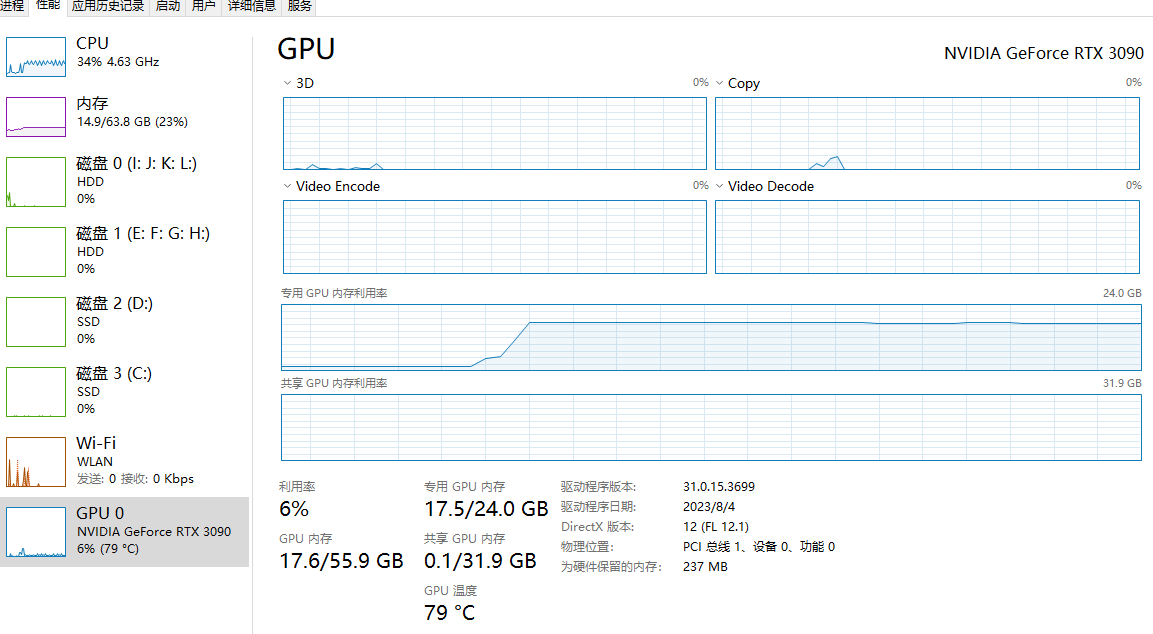 进程 性能 应用历史记录 启动 用户 详细信息 服务
CPU
34% 4.63 GHz
内存
14.9/63.8 GB (23%)
磁盘 0 (I: J: K: L:)
HDD
0%
磁盘 1 (E: F: G: H:)
HDD
0%
磁盘 2 (D:)
SSD
0%
磁盘 3 (C:)
SSD
0%
Wi-Fi
WLAN
发送: 0 接收: 0 Kbps
GPU 0
NVIDIA GeForce RTX 3090
6% (79 °C)
GPU
NVIDIA GeForce RTX 3090
3D 0%
Copy 0%
Video Encode 0%
Video Decode 0%
专用 GPU 内存利用率 24.0 GB
共享 GPU 内存利用率 31.9 GB
利用率
6%
GPU 内存
17.6/55.9 GB
专用 GPU 内存
17.5/24.0 GB
共享 GPU 内存
0.1/31.9 GB
GPU 温度
79 °C
驱动程序版本: 31.0.15.3699
驱动程序日期: 2023/8/4
DirectX 版本: 12 (FL 12.1)
物理位置: PCI 总线 1、设备 0、功能 0
为硬件保留的内存: 237 MB